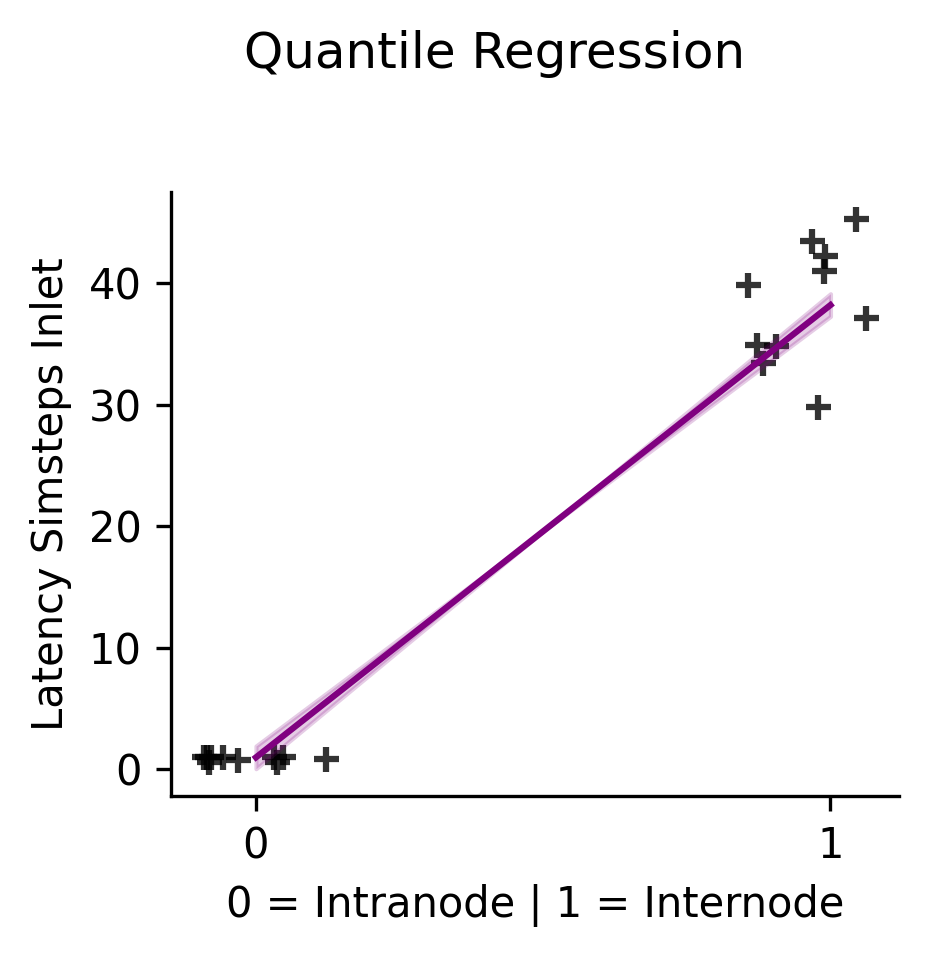 Quantile Regression
Latency Simsteps Inlet
40
30
20
10
0
0 1
0 = Intranode | 1 = Internode